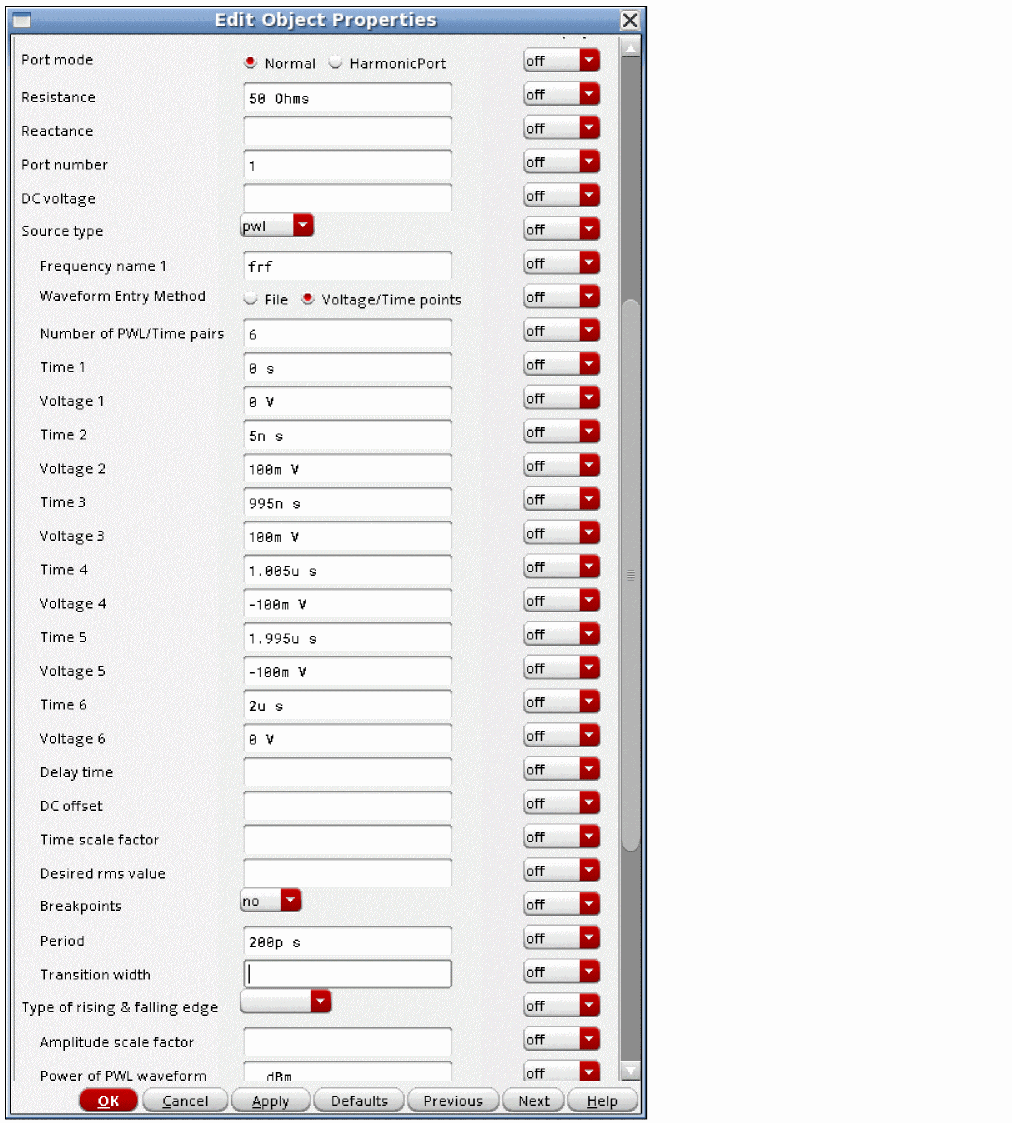 Edit Object Properties
Port mode Normal HarmonicPort off
Resistance 50 Ohms off
Reactance off
Port number 1 off
DC voltage off
Source type pwl off
Frequency name 1 frf off
Waveform Entry Method File Voltage/Time points off
Number of PWL/Time pairs 6 off
Time 1 0 s off
Voltage 1 0 V off
Time 2 5n s off
Voltage 2 100m V off
Time 3 995n s off
Voltage 3 100m V off
Time 4 1.005u s off
Voltage 4 -100m V off
Time 5 1.995u s off
Voltage 5 -100m V off
Time 6 2u s off
Voltage 6 0 V off
Delay time off
DC offset off
Time scale factor off
Desired rms value off
Breakpoints no off
Period 200p s off
Transition width off
Type of rising & falling edge off
Amplitude scale factor off
Power of PWL waveform dBm off
OK Cancel Apply Defaults Previous Next Help